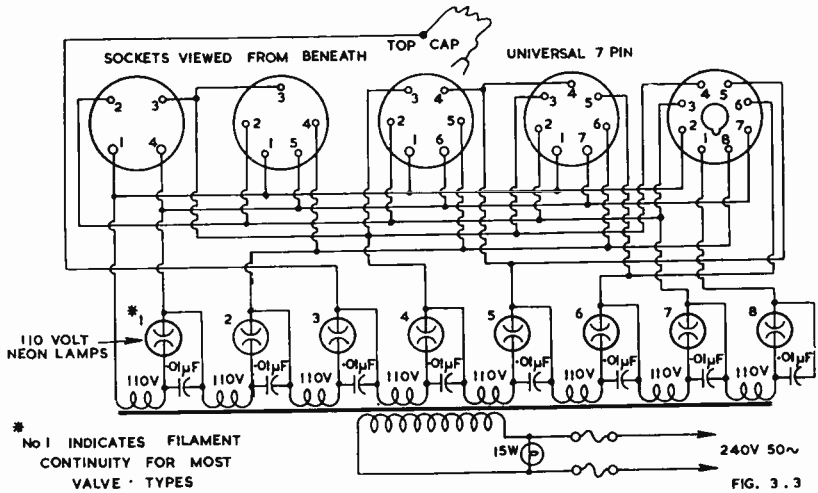 TOP CAP
SOCKETS VIEWED FROM BENEATH
UNIVERSAL 7 PIN
2 3 1 4
3 2 4 1 5
3 4 2 5 1 6
4 3 5 2 6 1 7
4 5 3 6 2 7 1 8
* 1 2 3 4 5 6 7 8
110 VOLT
NEON LAMPS
·01µF ·01µF ·01µF ·01µF ·01µF ·01µF ·01µF ·01µF
110V 110V 110V 110V 110V 110V 110V 110V
* No 1 INDICATES FILAMENT
CONTINUITY FOR MOST
VALVE · TYPES
15W
240V 50~
FIG. 3.3